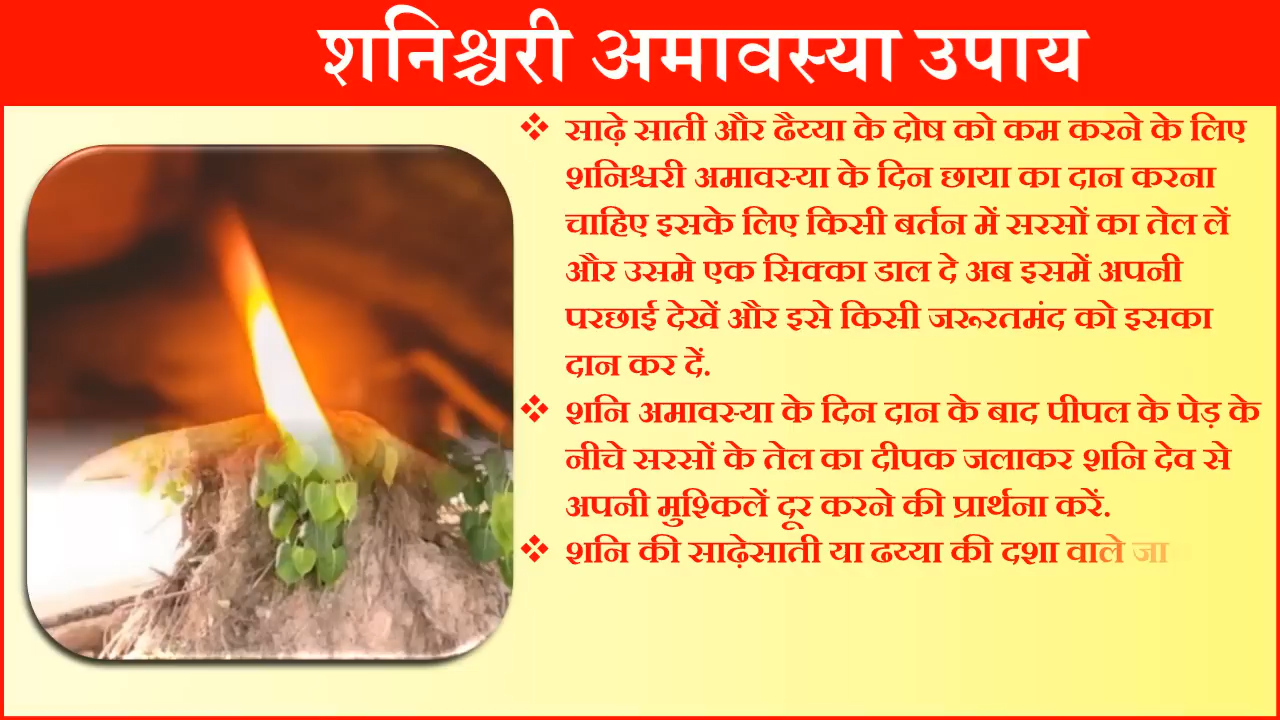 शनिश्चरी अमावस्या उपाय
❖ साढ़े साती और ढैय्या के दोष को कम करने के लिए
शनिश्चरी अमावस्या के दिन छाया का दान करना
चाहिए इसके लिए किसी बर्तन में सरसों का तेल लें
और उसमे एक सिक्का डाल दे अब इसमें अपनी
परछाई देखें और इसे किसी जरूरतमंद को इसका
दान कर दें.
❖ शनि अमावस्या के दिन दान के बाद पीपल के पेड़ के
नीचे सरसों के तेल का दीपक जलाकर शनि देव से
अपनी मुश्किलें दूर करने की प्रार्थना करें.
❖ शनि की साढ़ेसाती या ढय्या की दशा वाले जा